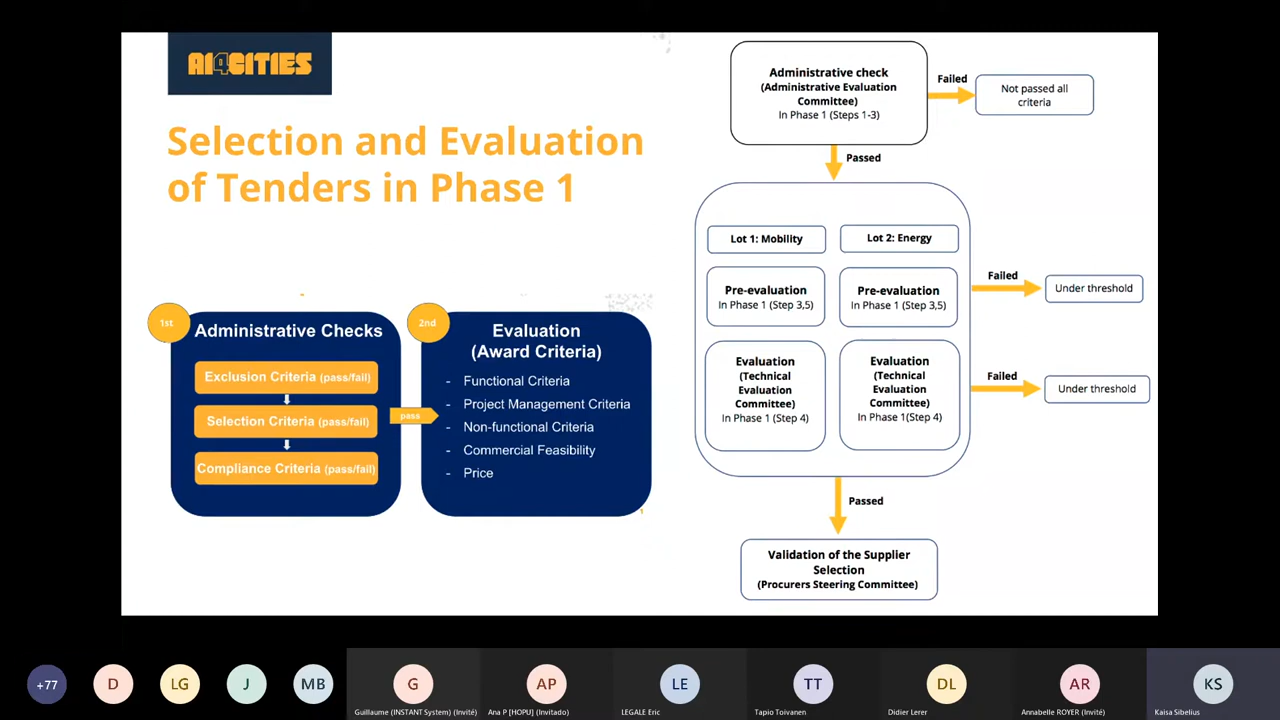 AI4CITIES
Selection and Evaluation
of Tenders in Phase 1
1st
Administrative Checks
Exclusion Criteria (pass/fail)
Selection Criteria (pass/fail)
Compliance Criteria (pass/fail)
pass
2nd
Evaluation
(Award Criteria)
- Functional Criteria
- Project Management Criteria
- Non-functional Criteria
- Commercial Feasibility
- Price
Administrative check
(Administrative Evaluation
Committee)
In Phase 1 (Steps 1-3)
Failed
Not passed all
criteria
Passed
Lot 1: Mobility
Lot 2: Energy
Pre-evaluation
In Phase 1 (Step 3,5)
Pre-evaluation
In Phase 1 (Step 3,5)
Failed
Under threshold
Evaluation
(Technical
Evaluation
Committee)
In Phase 1 (Step 4)
Evaluation
(Technical
Evaluation
Committee)
In Phase 1(Step 4)
Failed
Under threshold
Passed
Validation of the Supplier
Selection
(Procurers Steering Committee)
+77
D
LG
J
MB
G
Guillaume (INSTANT System) (Invité)
AP
Ana P [HOPU] (Invitado)
LE
LEGALE Eric
TT
Tapio Toivanen
DL
Didier Lerer
AR
Annabelle ROYER (Invité)
KS
Kaisa Sibelius